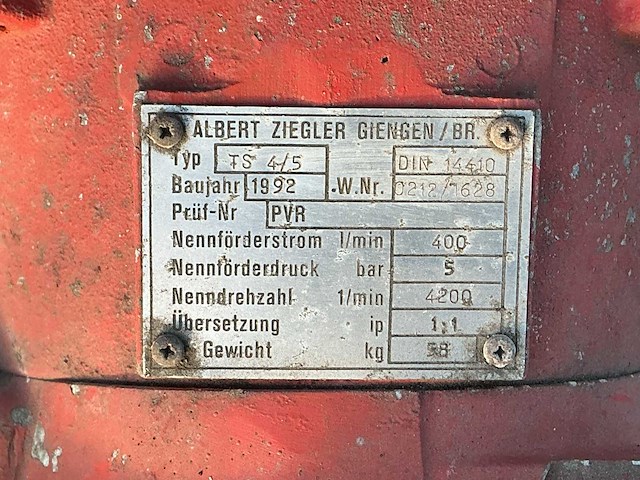 ALBERT ZIEGLER GIENGEN/BR.
Typ TS 4/5 DIN 14410
Baujahr 1992 W.Nr. 0212/1628
Prüf-Nr PVR
Nennförderstrom l/min 400
Nennförderdruck bar 5
Nenndrehzahl 1/min 4200
Übersetzung ip 1:1
Gewicht kg